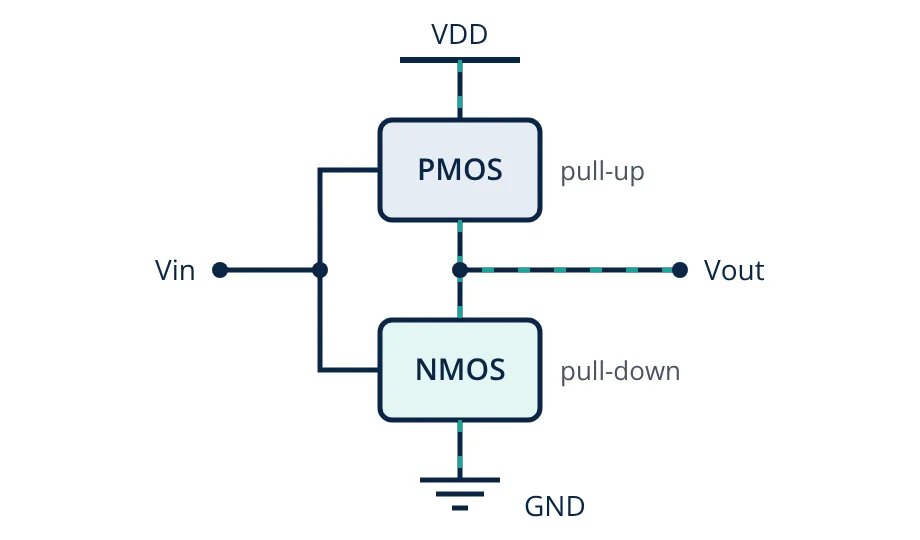 VDD
PMOS
pull-up
Vin
Vout
NMOS
pull-down
GND